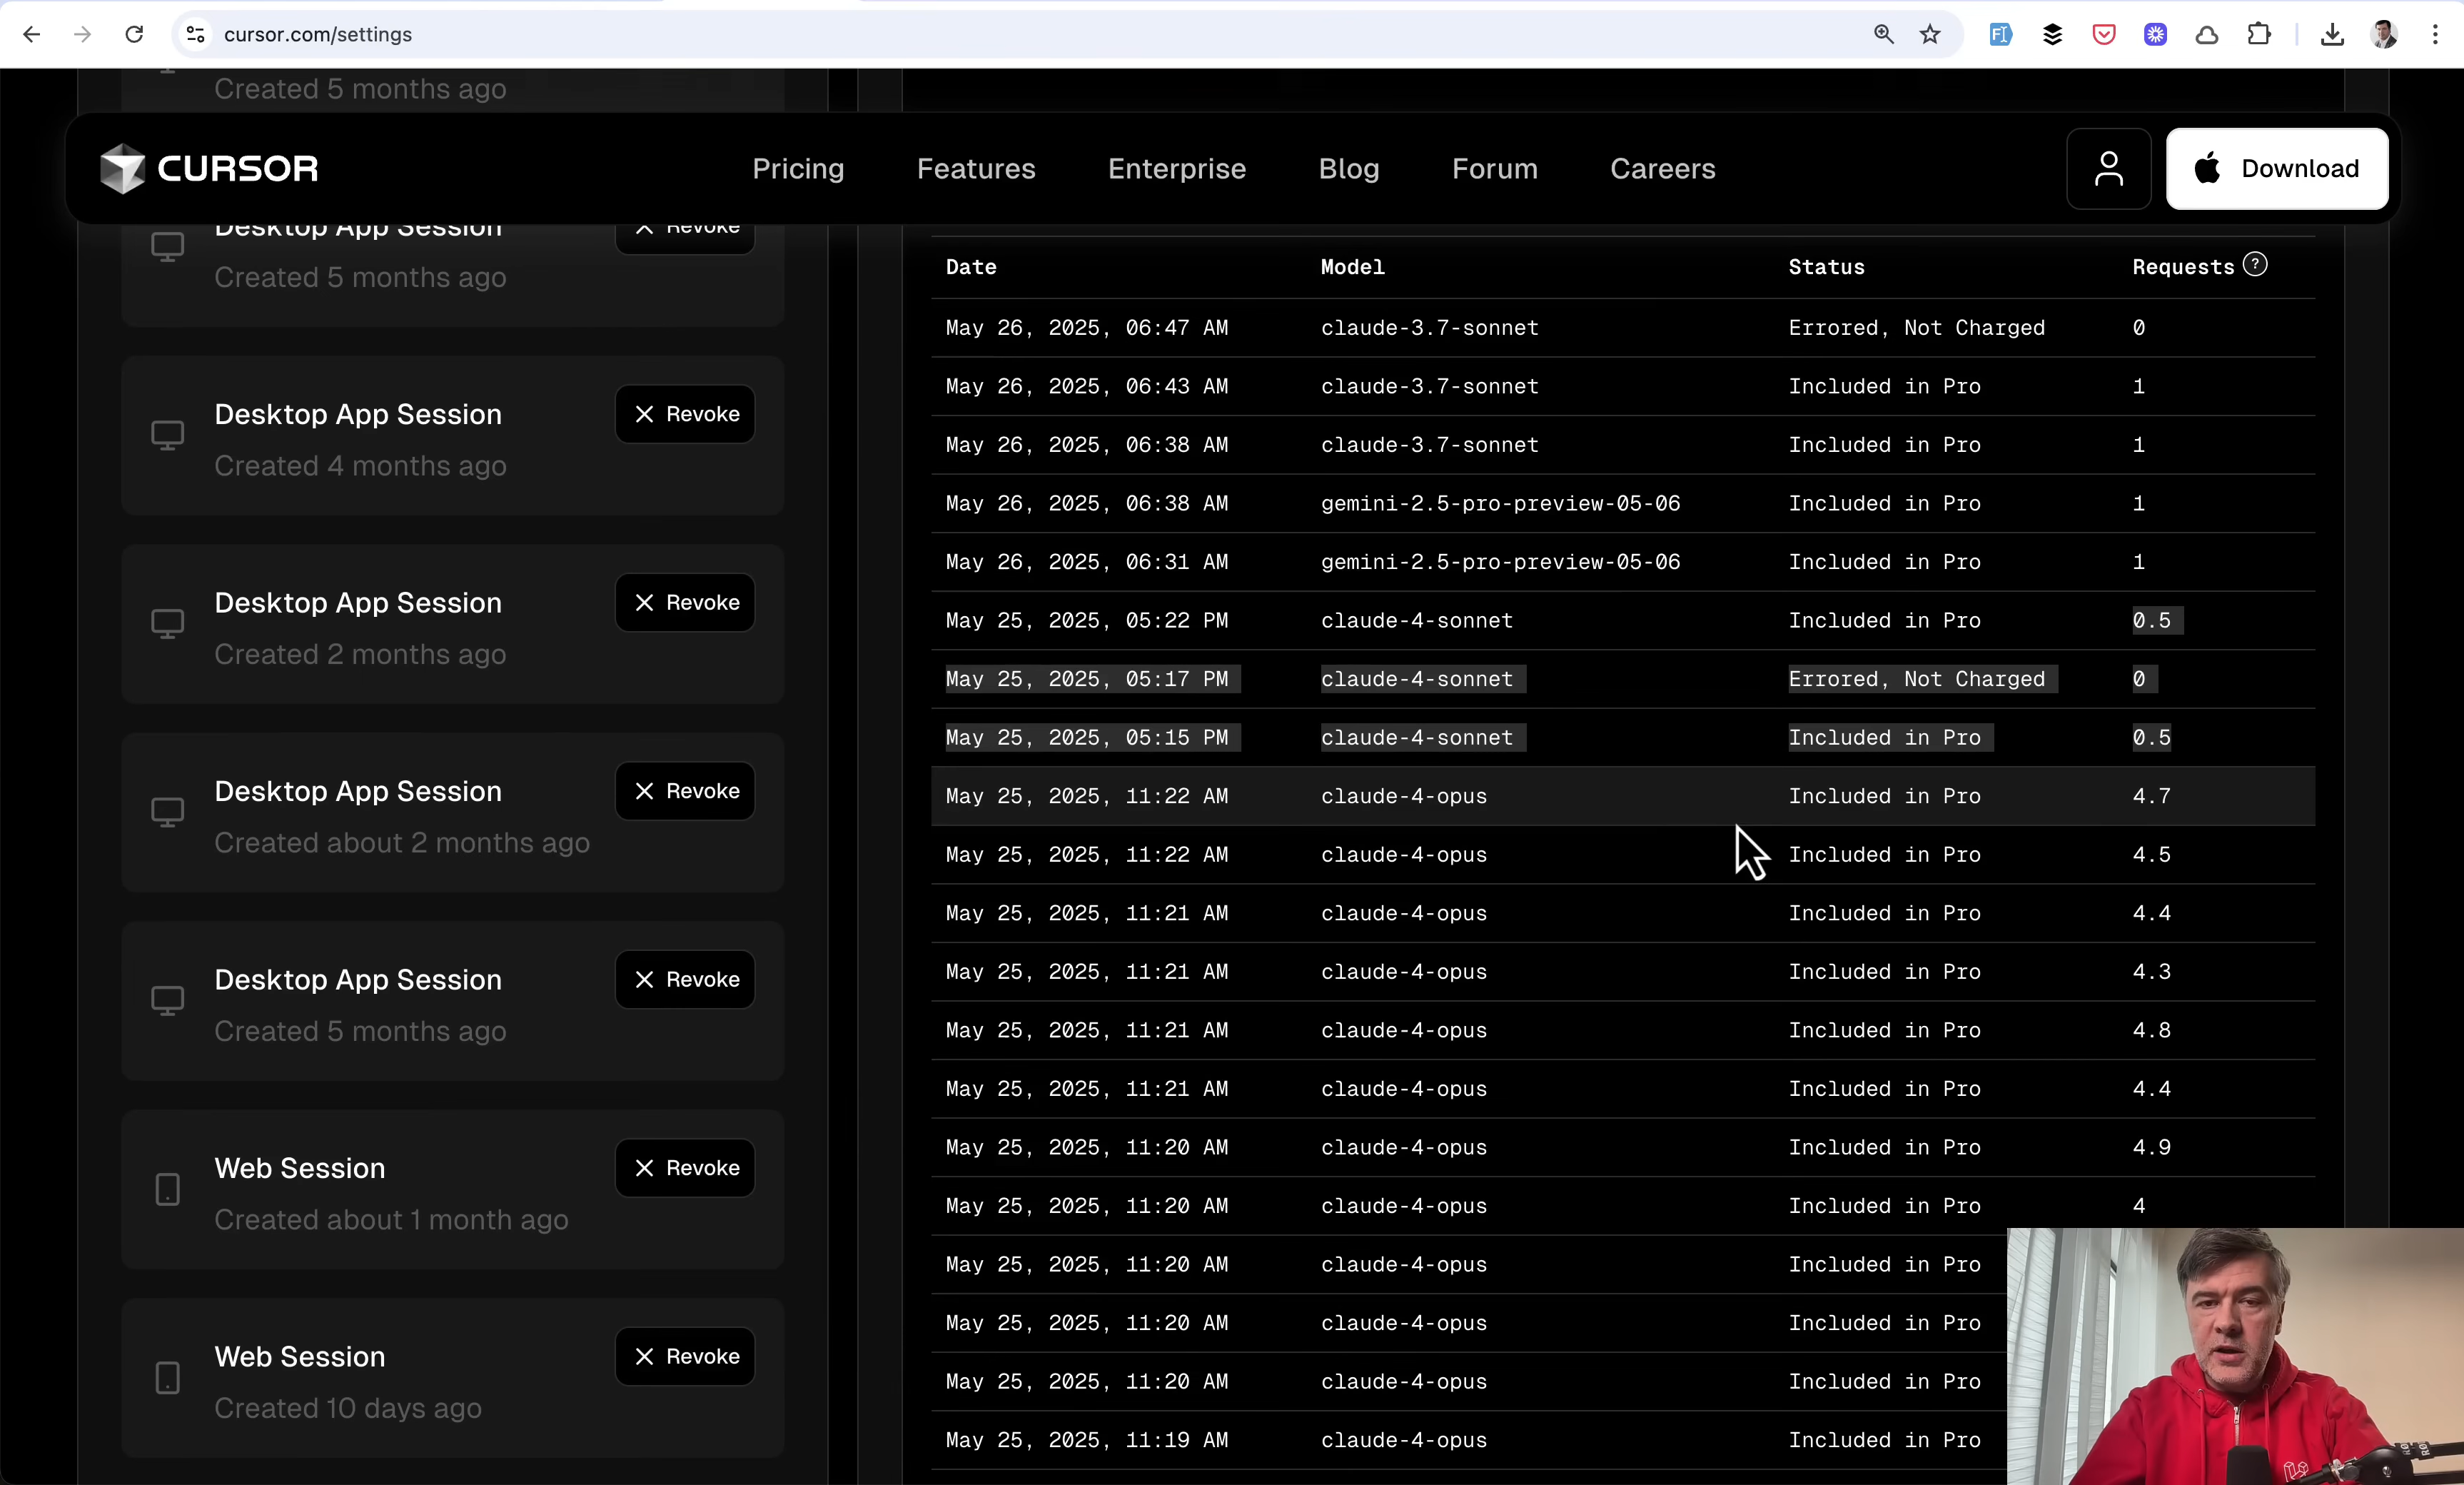 cursor.com/settings
Created 5 months ago
CURSOR
Pricing
Features
Enterprise
Blog
Forum
Careers
Download
Desktop App Session
Revoke
Created 5 months ago
Desktop App Session
Revoke
Created 4 months ago
Desktop App Session
Revoke
Created 2 months ago
Desktop App Session
Revoke
Created about 2 months ago
Desktop App Session
Revoke
Created 5 months ago
Web Session
Revoke
Created about 1 month ago
Web Session
Revoke
Created 10 days ago
Date Model Status Requests ?
May 26, 2025, 06:47 AM claude-3.7-sonnet Errored, Not Charged 0
May 26, 2025, 06:43 AM claude-3.7-sonnet Included in Pro 1
May 26, 2025, 06:38 AM claude-3.7-sonnet Included in Pro 1
May 26, 2025, 06:38 AM gemini-2.5-pro-preview-05-06 Included in Pro 1
May 26, 2025, 06:31 AM gemini-2.5-pro-preview-05-06 Included in Pro 1
May 25, 2025, 05:22 PM claude-4-sonnet Included in Pro 0.5
May 25, 2025, 05:17 PM claude-4-sonnet Errored, Not Charged 0
May 25, 2025, 05:15 PM claude-4-sonnet Included in Pro 0.5
May 25, 2025, 11:22 AM claude-4-opus Included in Pro 4.7
May 25, 2025, 11:22 AM claude-4-opus Included in Pro 4.5
May 25, 2025, 11:21 AM claude-4-opus Included in Pro 4.4
May 25, 2025, 11:21 AM claude-4-opus Included in Pro 4.3
May 25, 2025, 11:21 AM claude-4-opus Included in Pro 4.8
May 25, 2025, 11:21 AM claude-4-opus Included in Pro 4.4
May 25, 2025, 11:20 AM claude-4-opus Included in Pro 4.9
May 25, 2025, 11:20 AM claude-4-opus Included in Pro 4
May 25, 2025, 11:20 AM claude-4-opus Included in Pro
May 25, 2025, 11:20 AM claude-4-opus Included in Pro
May 25, 2025, 11:20 AM claude-4-opus Included in Pro
May 25, 2025, 11:19 AM claude-4-opus Included in Pro